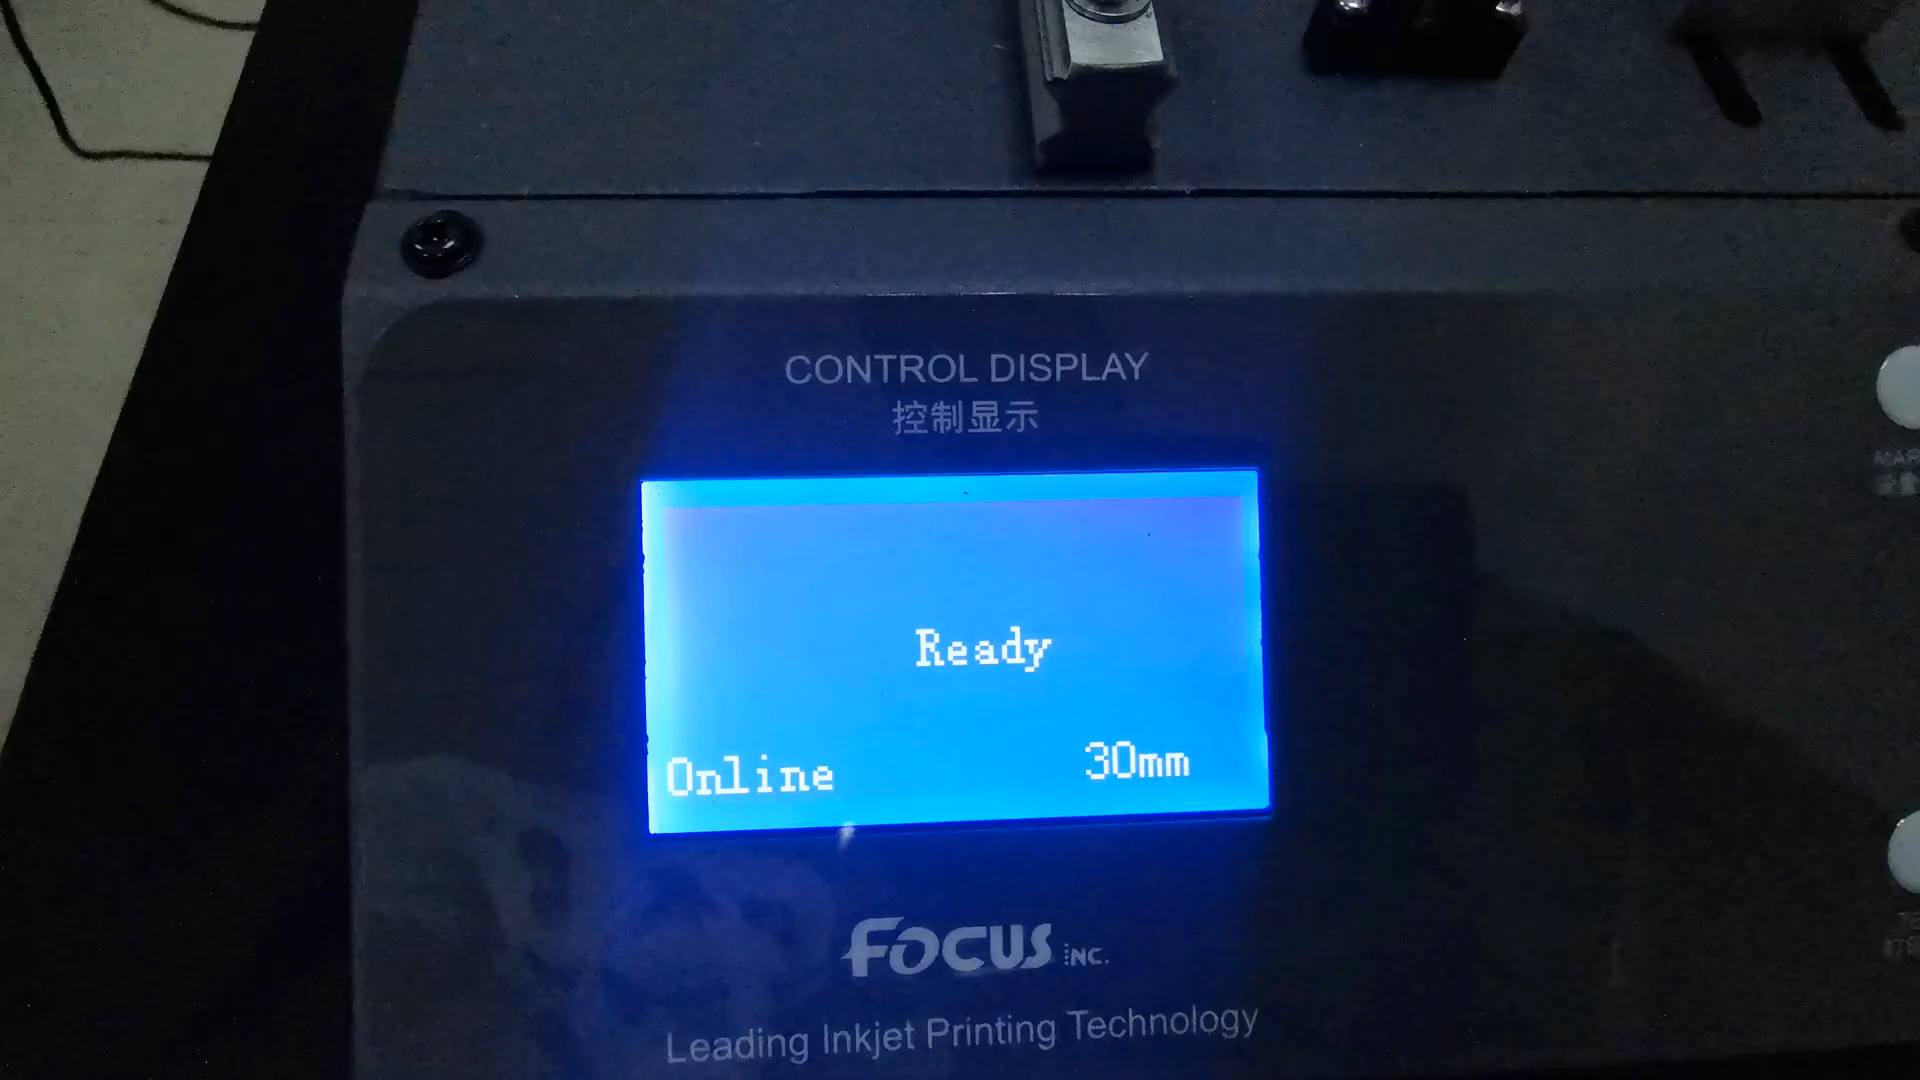 CONTROL DISPLAY
控制显示
Ready
Online 30mm
FOCUS INC.
Leading Inkjet Printing Technology